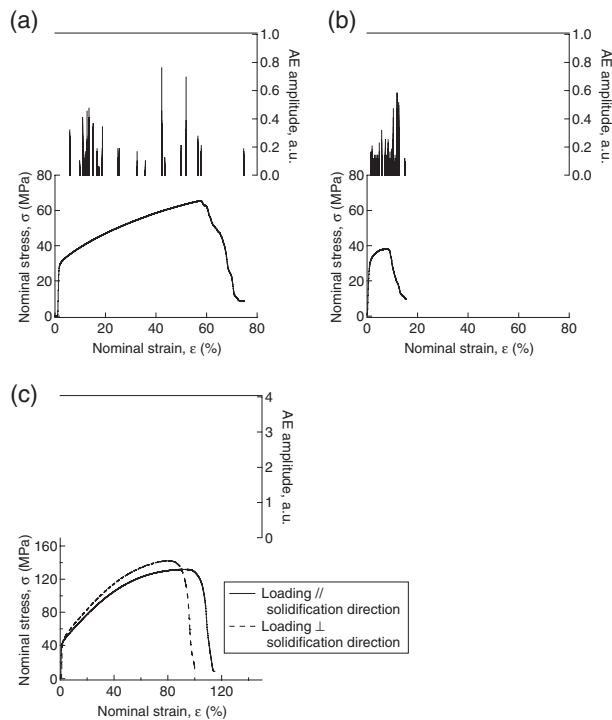 (a)
1.0
0.8
0.6
0.4
0.2
0.0
AE amplitude, a.u.
80
60
40
20
0
Nominal stress, σ (MPa)
0 20 40 60 80
Nominal strain, ε (%)
(b)
1.0
0.8
0.6
0.4
0.2
0.0
AE amplitude, a.u.
80
60
40
20
0
Nominal stress, σ (MPa)
0 20 40 60 80
Nominal strain, ε (%)
(c)
4
3
2
1
0
AE amplitude, a.u.
160
120
80
40
0
Nominal stress, σ (MPa)
0 40 80 120
Nominal strain, ε (%)
Loading //
solidification direction
Loading ⊥
solidification direction